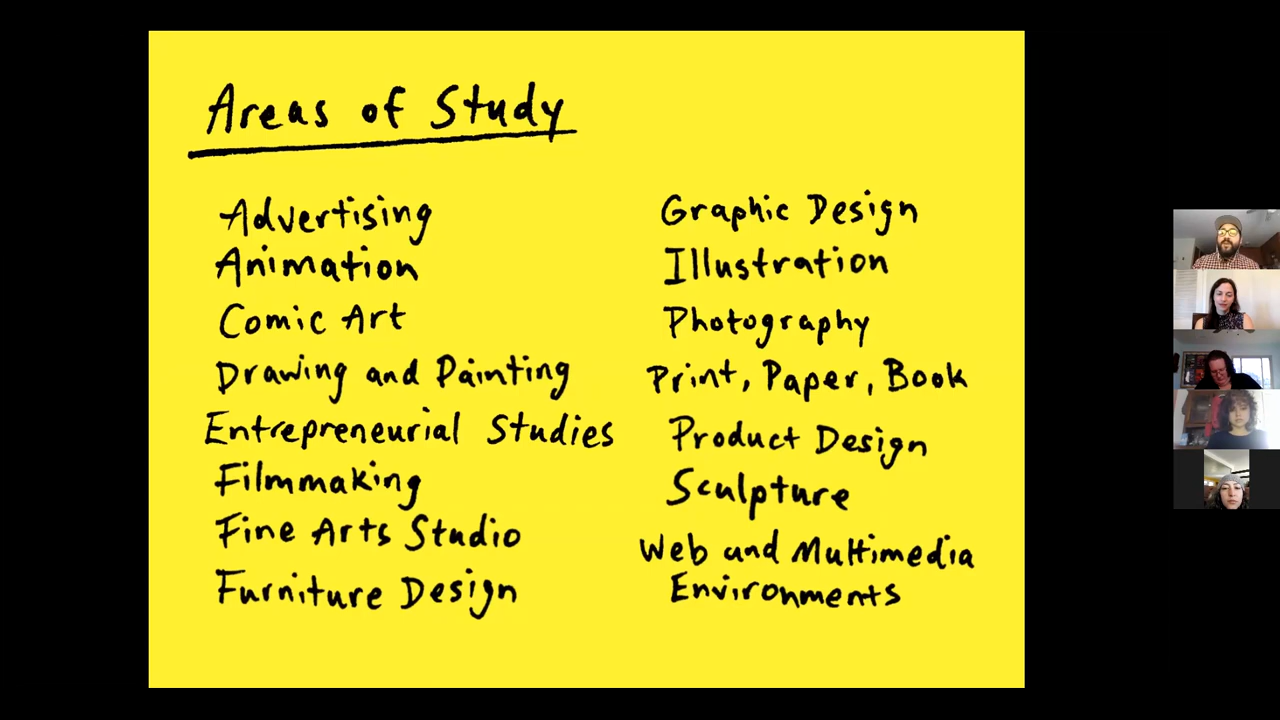 Areas of Study
Advertising
Animation
Comic Art
Drawing and Painting
Entrepreneurial Studies
Filmmaking
Fine Arts Studio
Furniture Design
Graphic Design
Illustration
Photography
Print, Paper, Book
Product Design
Sculpture
Web and Multimedia
Environments